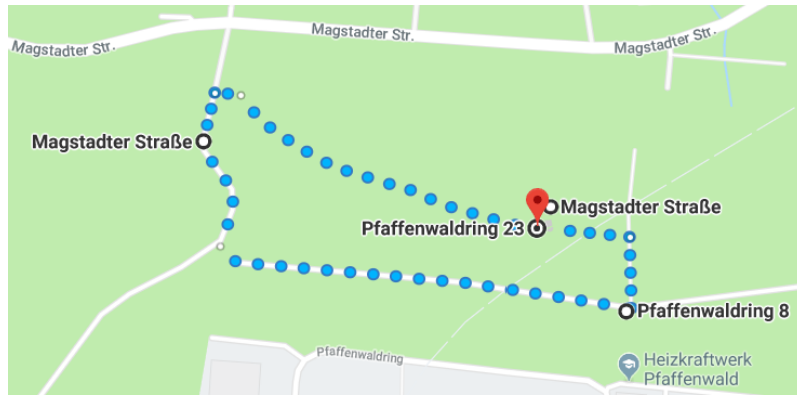 Magstadter Str.
Magstadter Str.
Magstadter Str.
Magstadter Straße
Magstadter Straße
Pfaffenwaldring 23
Pfaffenwaldring 8
Pfaffenwaldring
Heizkraftwerk
Pfaffenwald